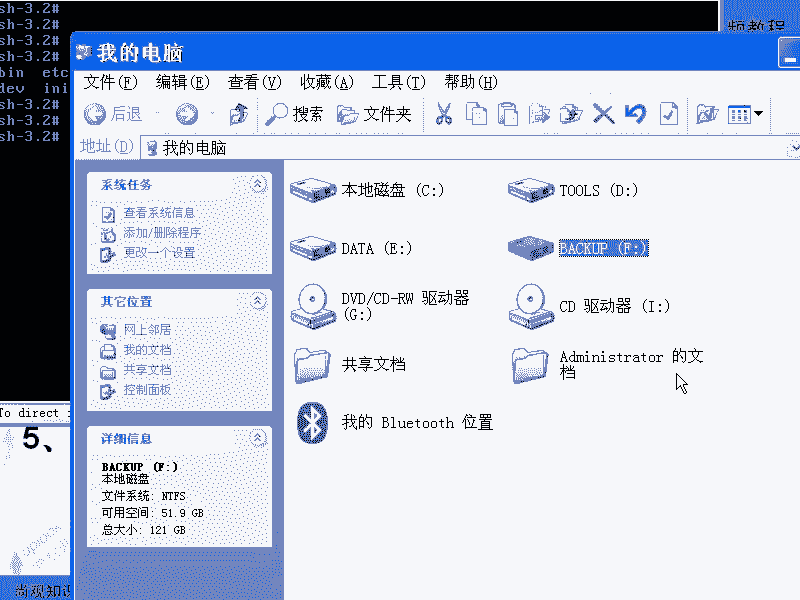 sh-3.2#
sh-3.2#
sh-3.2#
sh-3.2#
bin etc
dev ini
sh-3.2#
sh-3.2#
sh-3.2#
频教程
我的电脑
文件(F) 编辑(E) 查看(V) 收藏(A) 工具(T) 帮助(H)
后退 搜索 文件夹
地址(D) 我的电脑
系统任务
查看系统信息
添加/删除程序
更改一个设置
其它位置
网上邻居
我的文档
共享文档
控制面板
详细信息
BACKUP (F:)
本地磁盘
文件系统: NTFS
可用空间: 51.9 GB
总大小: 121 GB
本地磁盘 (C:)
TOOLS (D:)
DATA (E:)
BACKUP (F:)
DVD/CD-RW 驱动器
(G:)
CD 驱动器 (I:)
共享文档
Administrator 的文
档
我的 Bluetooth 位置
To direct
5、
options
尚观知识